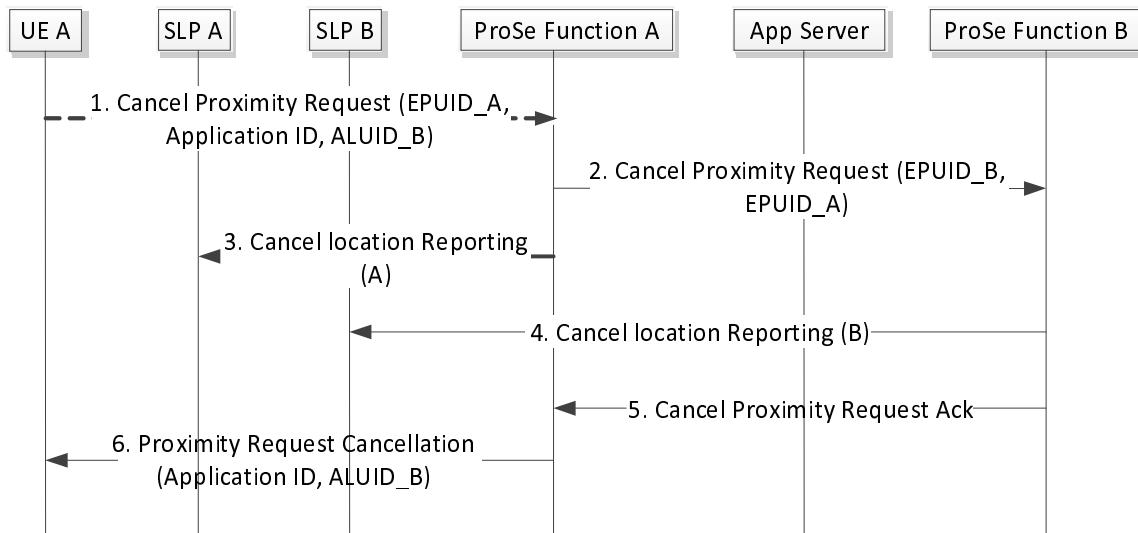 UE A
SLP A
SLP B
ProSe Function A
App Server
ProSe Function B
1. Cancel Proximity Request (EPUID_A,
Application ID, ALUID_B)
2. Cancel Proximity Request (EPUID_B,
EPUID_A)
3. Cancel location Reporting
(A)
4. Cancel location Reporting (B)
5. Cancel Proximity Request Ack
6. Proximity Request Cancellation
(Application ID, ALUID_B)